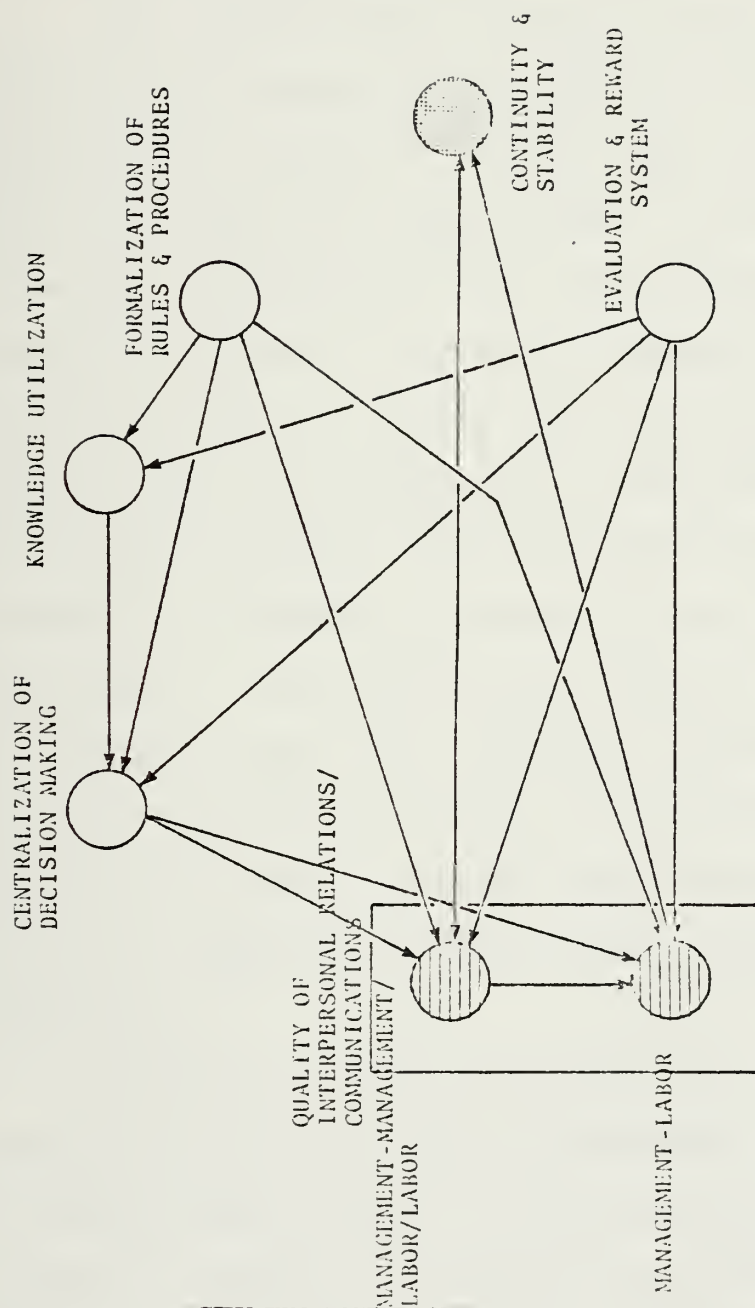 CENTRALIZATION OF
DECISION MAKING
KNOWLEDGE UTILIZATION
FORMALIZATION OF
RULES & PROCEDURES
QUALITY OF
INTERPERSONAL RELATIONS/
COMMUNICATIONS
MANAGEMENT-MANAGEMENT/
LABOR/LABOR
CONTINUITY &
STABILITY
MANAGEMENT-LABOR
EVALUATION & REWARD
SYSTEM